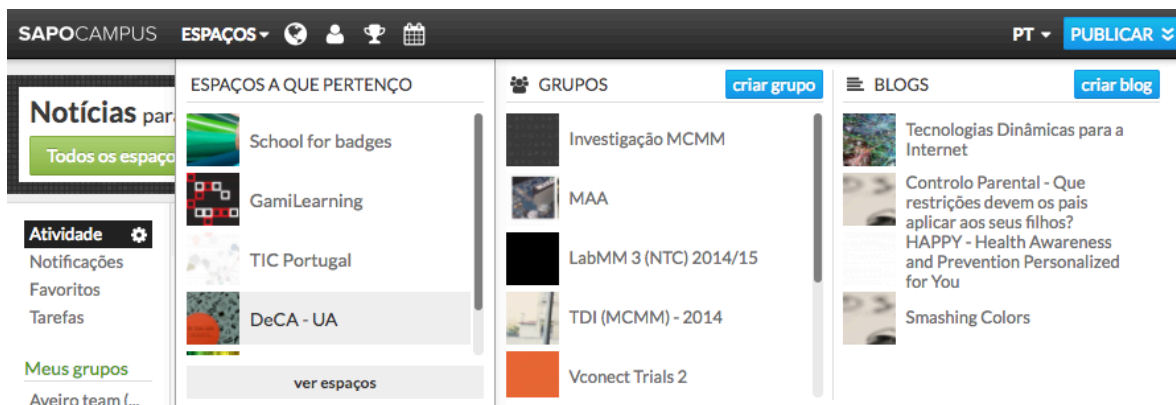 SAPOCAMPUS ESPAÇOS PT PUBLICAR
Notícias par
Todos os espaço
Atividade
Notificações
Favoritos
Tarefas
Meus grupos
Aveiro team (...
ESPAÇOS A QUE PERTENÇO
School for badges
GamiLearning
TIC Portugal
DeCA - UA
ver espaços
GRUPOS criar grupo
Investigação MCMM
MAA
LabMM 3 (NTC) 2014/15
TDI (MCMM) - 2014
Vconect Trials 2
BLOGS criar blog
Tecnologias Dinâmicas para a
Internet
Controlo Parental - Que
restrições devem os pais
aplicar aos seus filhos?
HAPPY - Health Awareness
and Prevention Personalized
for You
Smashing Colors